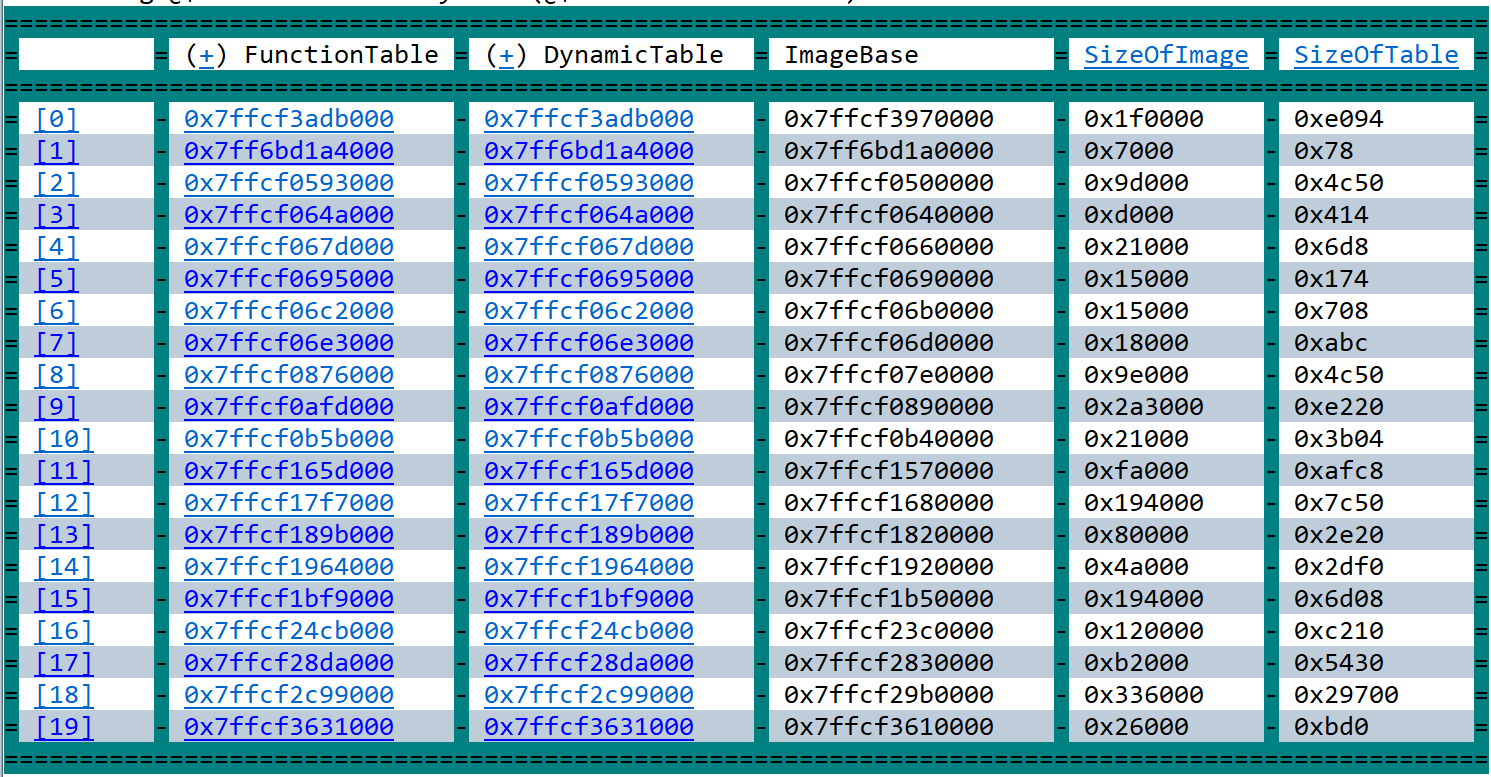 = = (+) FunctionTable = (+) DynamicTable = ImageBase = SizeOfImage = SizeOfTable =
= [0] - 0x7ffcf3adb000 - 0x7ffcf3adb000 - 0x7ffcf3970000 - 0x1f0000 - 0xe094 =
= [1] - 0x7ff6bd1a4000 - 0x7ff6bd1a4000 - 0x7ff6bd1a0000 - 0x7000 - 0x78 =
= [2] - 0x7ffcf0593000 - 0x7ffcf0593000 - 0x7ffcf0500000 - 0x9d000 - 0x4c50 =
= [3] - 0x7ffcf064a000 - 0x7ffcf064a000 - 0x7ffcf0640000 - 0xd000 - 0x414 =
= [4] - 0x7ffcf067d000 - 0x7ffcf067d000 - 0x7ffcf0660000 - 0x21000 - 0x6d8 =
= [5] - 0x7ffcf0695000 - 0x7ffcf0695000 - 0x7ffcf0690000 - 0x15000 - 0x174 =
= [6] - 0x7ffcf06c2000 - 0x7ffcf06c2000 - 0x7ffcf06b0000 - 0x15000 - 0x708 =
= [7] - 0x7ffcf06e3000 - 0x7ffcf06e3000 - 0x7ffcf06d0000 - 0x18000 - 0xabc =
= [8] - 0x7ffcf0876000 - 0x7ffcf0876000 - 0x7ffcf07e0000 - 0x9e000 - 0x4c50 =
= [9] - 0x7ffcf0afd000 - 0x7ffcf0afd000 - 0x7ffcf0890000 - 0x2a3000 - 0xe220 =
= [10] - 0x7ffcf0b5b000 - 0x7ffcf0b5b000 - 0x7ffcf0b40000 - 0x21000 - 0x3b04 =
= [11] - 0x7ffcf165d000 - 0x7ffcf165d000 - 0x7ffcf1570000 - 0xfa000 - 0xafc8 =
= [12] - 0x7ffcf17f7000 - 0x7ffcf17f7000 - 0x7ffcf1680000 - 0x194000 - 0x7c50 =
= [13] - 0x7ffcf189b000 - 0x7ffcf189b000 - 0x7ffcf1820000 - 0x80000 - 0x2e20 =
= [14] - 0x7ffcf1964000 - 0x7ffcf1964000 - 0x7ffcf1920000 - 0x4a000 - 0x2df0 =
= [15] - 0x7ffcf1bf9000 - 0x7ffcf1bf9000 - 0x7ffcf1b50000 - 0x194000 - 0x6d08 =
= [16] - 0x7ffcf24cb000 - 0x7ffcf24cb000 - 0x7ffcf23c0000 - 0x120000 - 0xc210 =
= [17] - 0x7ffcf28da000 - 0x7ffcf28da000 - 0x7ffcf2830000 - 0xb2000 - 0x5430 =
= [18] - 0x7ffcf2c99000 - 0x7ffcf2c99000 - 0x7ffcf29b0000 - 0x336000 - 0x29700 =
= [19] - 0x7ffcf3631000 - 0x7ffcf3631000 - 0x7ffcf3610000 - 0x26000 - 0xbd0 =